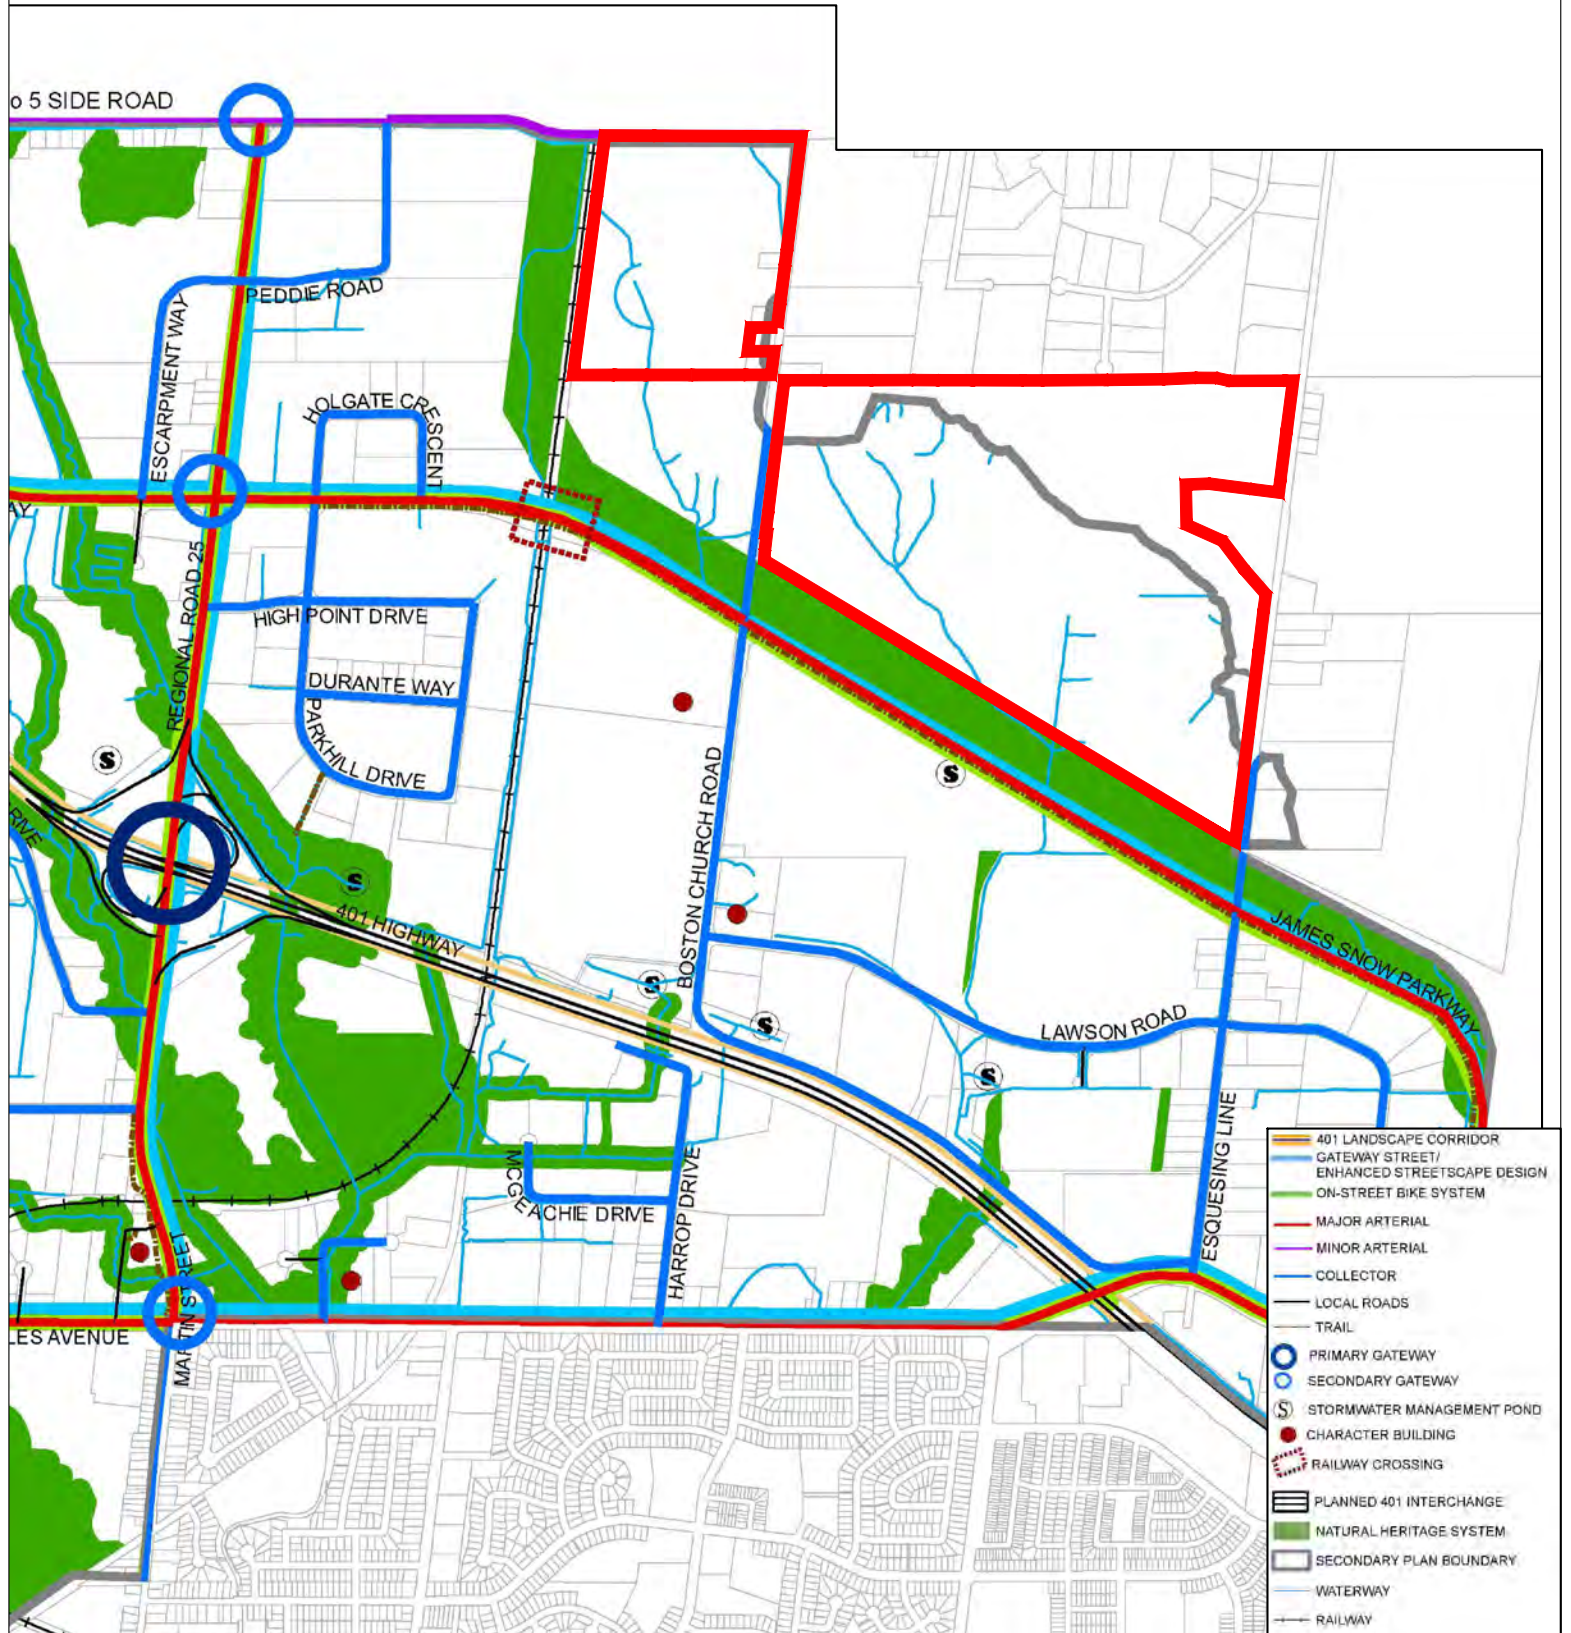 o 5 SIDE ROAD
PEDDIE ROAD
ESCARPMENT WAY
HOLGATE CRESCENT
AY
REGIONAL ROAD 25
HIGH POINT DRIVE
DURANTE WAY
PARKHILL DRIVE
S
S
S
RIVE
401 HIGHWAY
BOSTON CHURCH ROAD
S
S
JAMES SNOW PARKWAY
LAWSON ROAD
S
ESQUESING LINE
MCGEACHIE DRIVE
HARROP DRIVE
MARTIN STREET
LES AVENUE
401 LANDSCAPE CORRIDOR
GATEWAY STREET/
ENHANCED STREETSCAPE DESIGN
ON-STREET BIKE SYSTEM
MAJOR ARTERIAL
MINOR ARTERIAL
COLLECTOR
LOCAL ROADS
TRAIL
PRIMARY GATEWAY
SECONDARY GATEWAY
S STORMWATER MANAGEMENT POND
CHARACTER BUILDING
RAILWAY CROSSING
PLANNED 401 INTERCHANGE
NATURAL HERITAGE SYSTEM
SECONDARY PLAN BOUNDARY
WATERWAY
RAILWAY